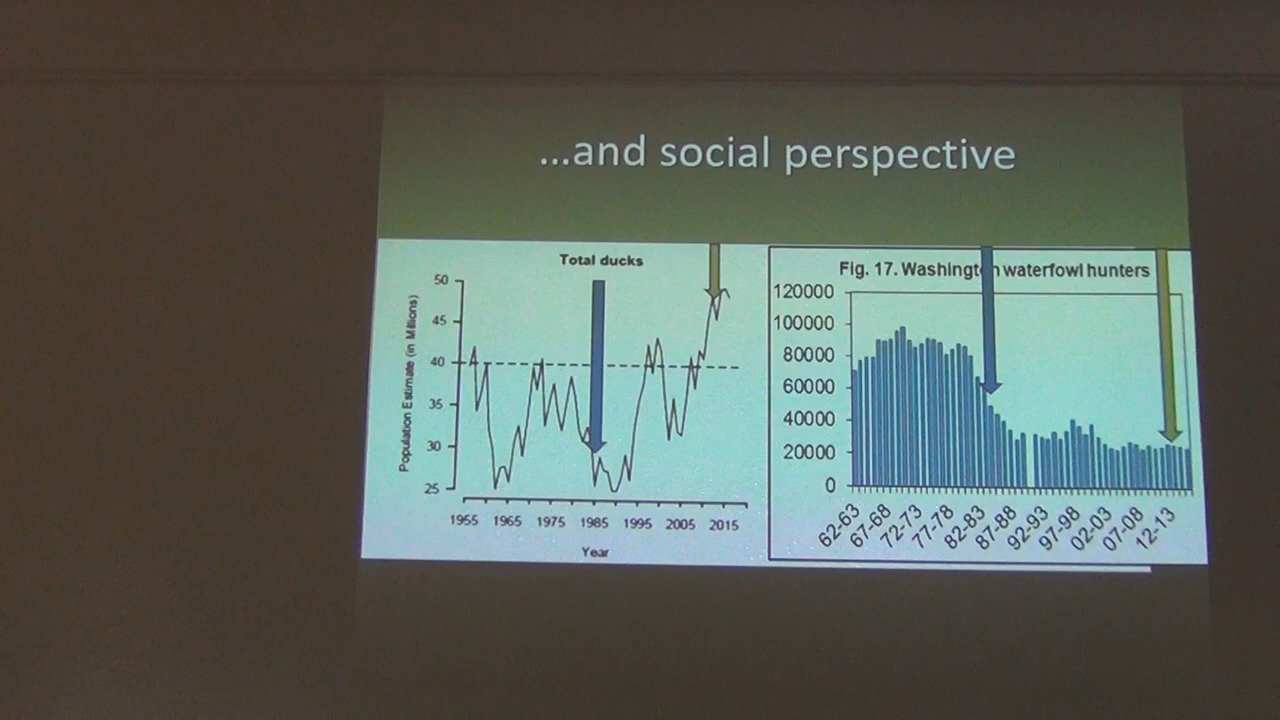 ...and social perspective
Total ducks
Population Estimate (in Millions)
50
45
40
35
30
25
1955 1965 1975 1985 1995 2005 2015
Year
Fig. 17. Washington waterfowl hunters
120000
100000
80000
60000
40000
20000
0
62-63 67-68 72-73 77-78 82-83 87-88 92-93 97-98 02-03 07-08 12-13